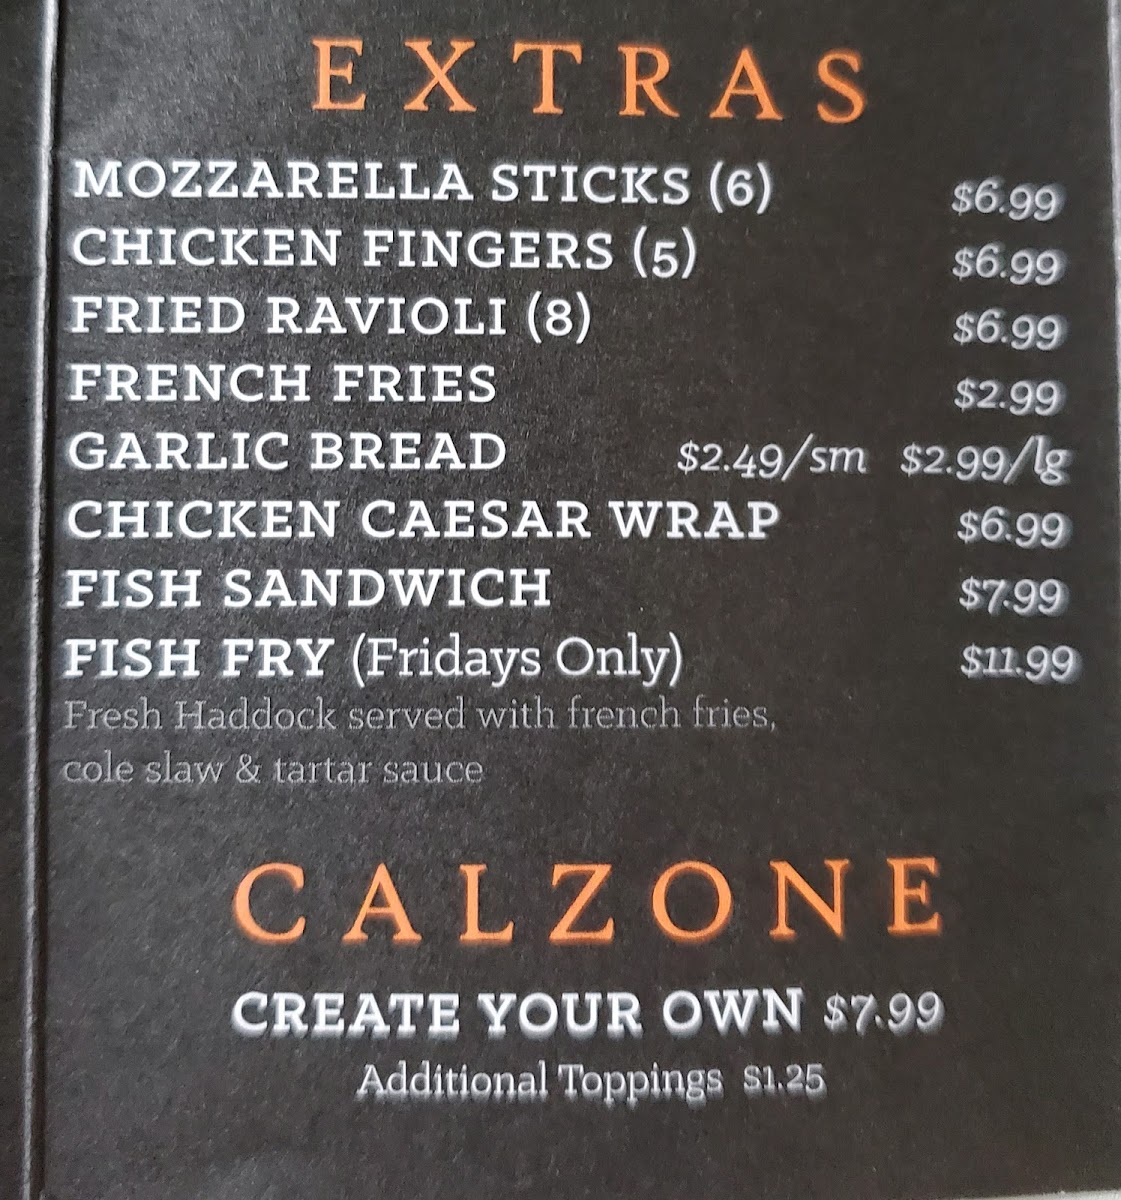 EXTRAS
MOZZARELLA STICKS (6) $6.99
CHICKEN FINGERS (5) $6.99
FRIED RAVIOLI (8) $6.99
FRENCH FRIES $2.99
GARLIC BREAD $2.49/sm $2.99/lg
CHICKEN CAESAR WRAP $6.99
FISH SANDWICH $7.99
FISH FRY (Fridays Only) $11.99
Fresh Haddock served with french fries,
cole slaw & tartar sauce
CALZONE
CREATE YOUR OWN $7.99
Additional Toppings $1.25